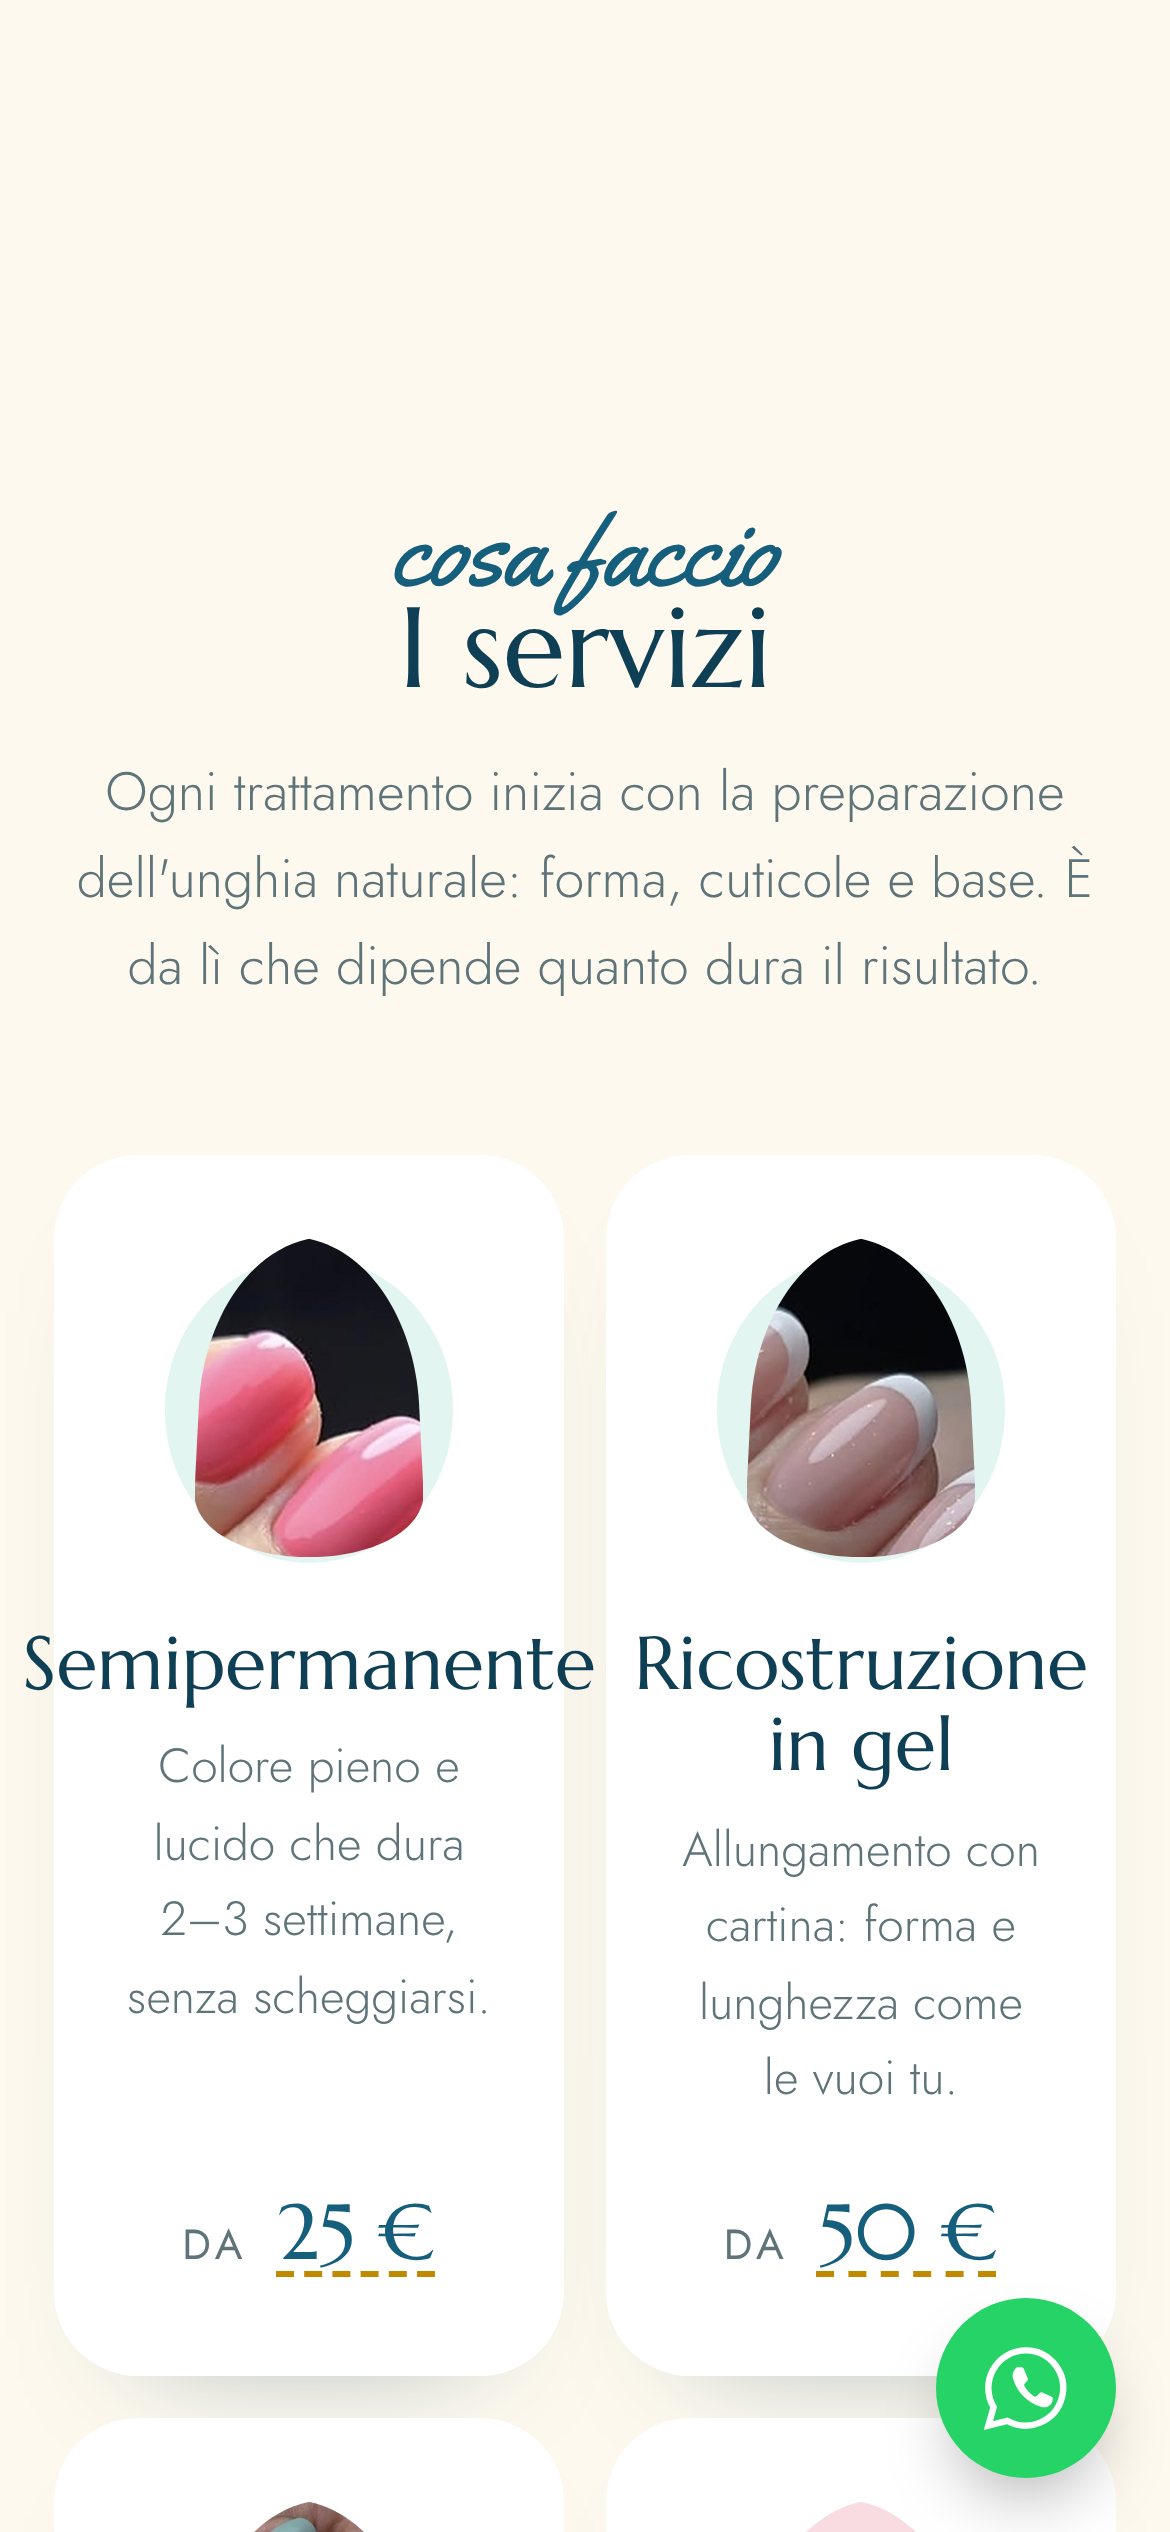 cosa faccio
I servizi
Ogni trattamento inizia con la preparazione
dell'unghia naturale: forma, cuticole e base. È
da lì che dipende quanto dura il risultato.
Semipermanente
Colore pieno e
lucido che dura
2–3 settimane,
senza scheggiarsi.
DA 25 €
Ricostruzione
in gel
Allungamento con
cartina: forma e
lunghezza come
le vuoi tu.
DA 50 €